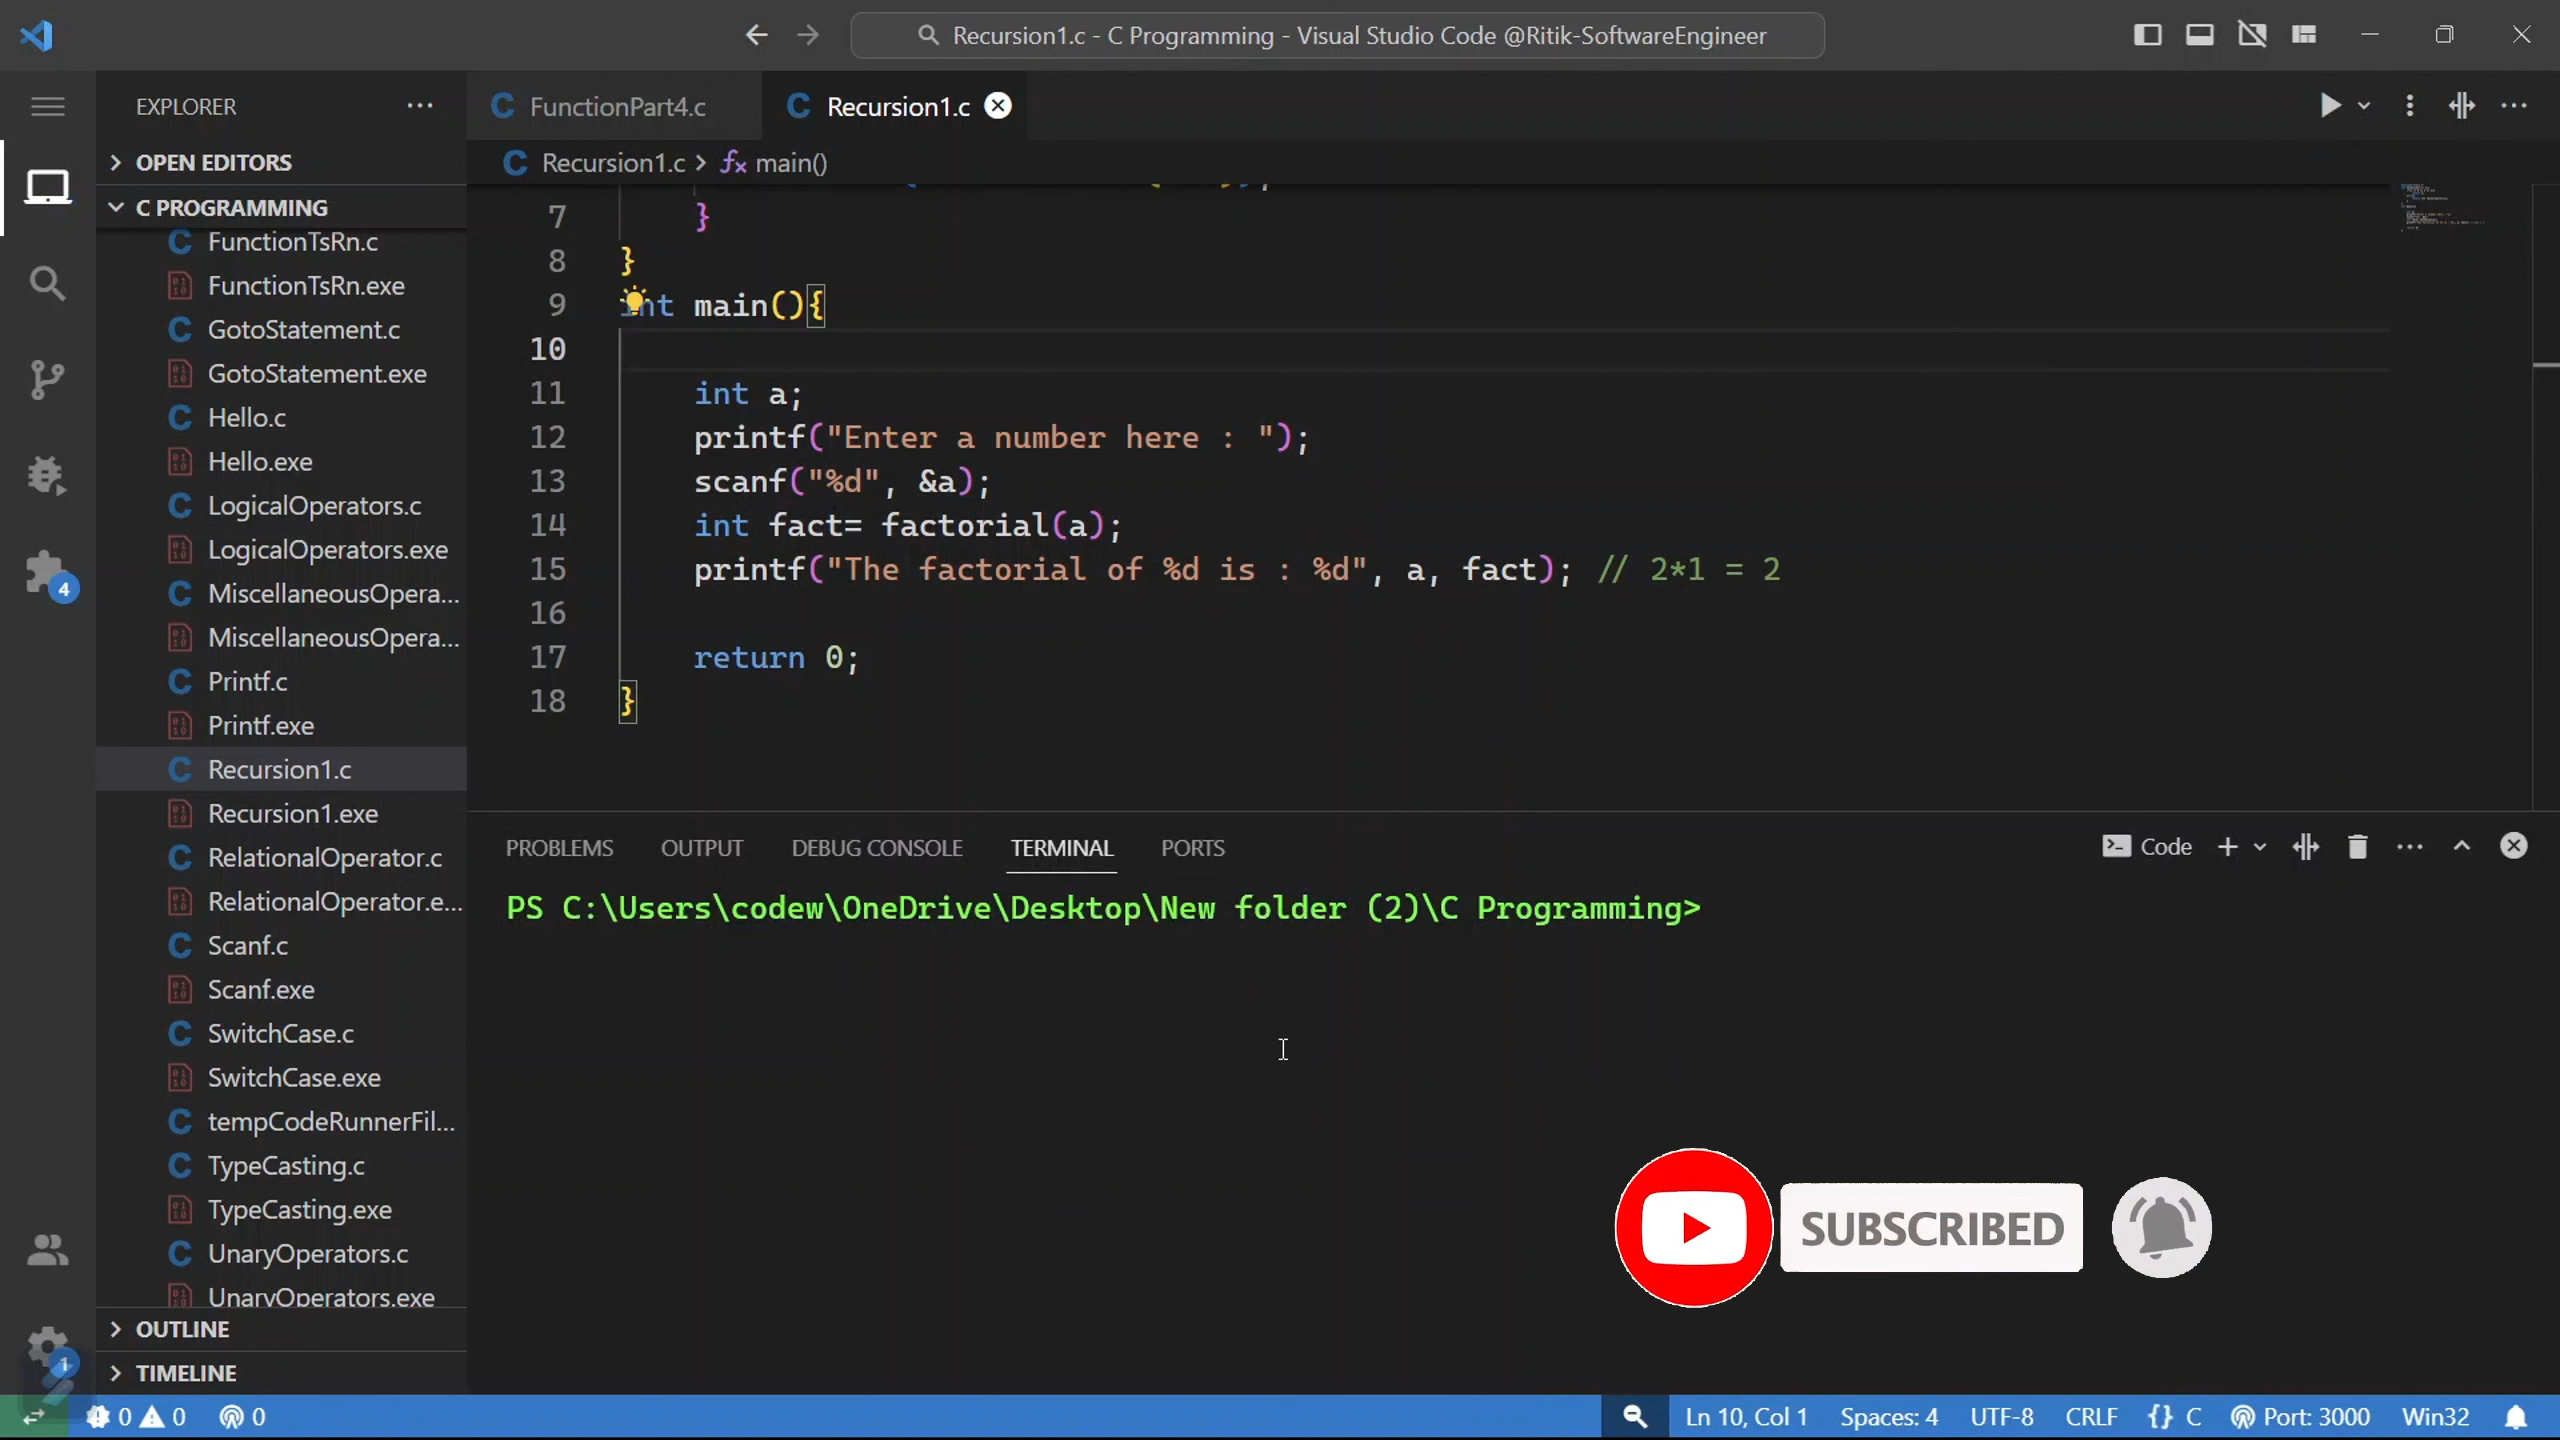 Recursion1.c - C Programming - Visual Studio Code @Ritik-SoftwareEngineer
EXPLORER
OPEN EDITORS
C PROGRAMMING
FunctionTsRn.c
FunctionTsRn.exe
GotoStatement.c
GotoStatement.exe
Hello.c
Hello.exe
LogicalOperators.c
LogicalOperators.exe
MiscellaneousOpera...
MiscellaneousOpera...
Printf.c
Printf.exe
Recursion1.c
Recursion1.exe
RelationalOperator.c
RelationalOperator.e...
Scanf.c
Scanf.exe
SwitchCase.c
SwitchCase.exe
tempCodeRunnerFil...
TypeCasting.c
TypeCasting.exe
UnaryOperators.c
UnaryOperators.exe
OUTLINE
TIMELINE
4
1
FunctionPart4.c
Recursion1.c
Recursion1.c > main()
7 }
8 }
9 int main(){
10
11 int a;
12 printf("Enter a number here : ");
13 scanf("%d", &a);
14 int fact= factorial(a);
15 printf("The factorial of %d is : %d", a, fact); // 2*1 = 2
16
17 return 0;
18 }
PROBLEMS OUTPUT DEBUG CONSOLE TERMINAL PORTS
Code
PS C:\Users\codew\OneDrive\Desktop\New folder (2)\C Programming>
SUBSCRIBED
0 0 0
Ln 10, Col 1 Spaces: 4 UTF-8 CRLF {} C Port: 3000 Win32